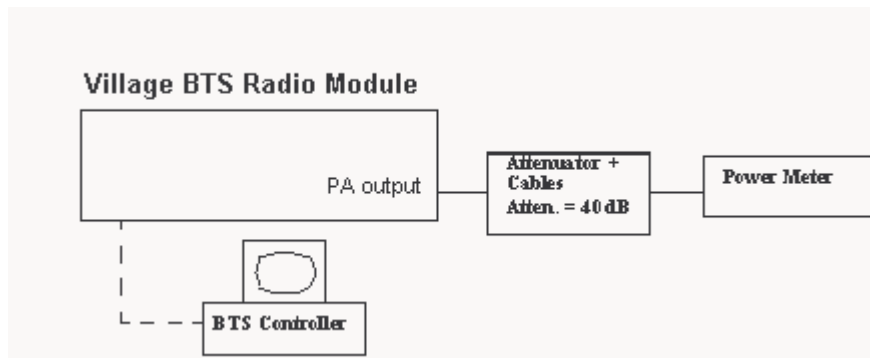 Village BTS Radio Module
PA output
Attenuator +
Cables
Atten. = 40 dB
Power Meter
BTS Controller